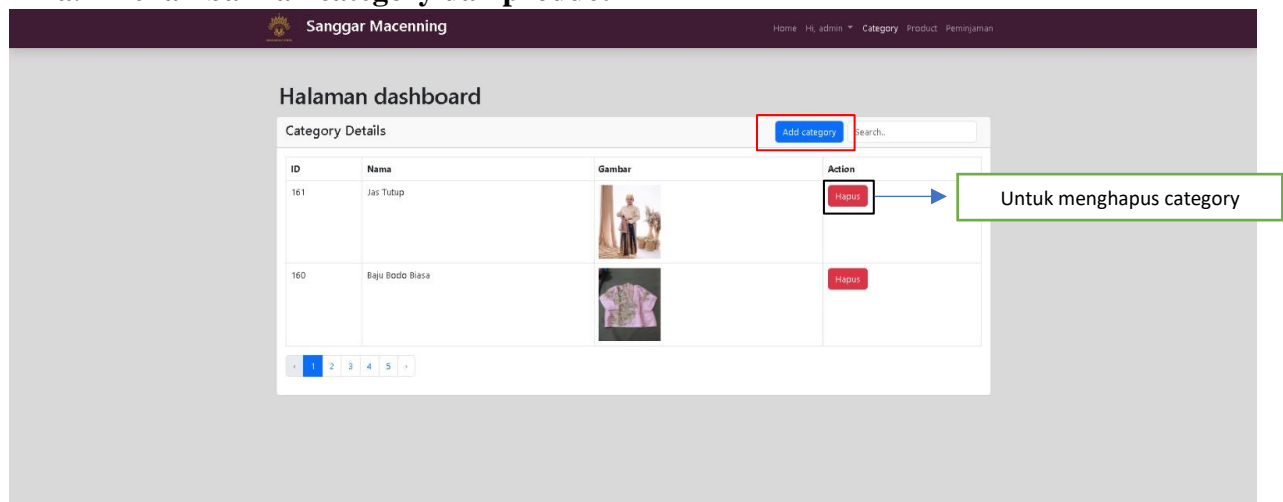 Sanggar Macenning
Home Hi, admin Category Product Peminjaman
Halaman dashboard
Category Details
Add category Search..
ID Nama Gambar Action
161 Jas Tutup Hapus
Untuk menghapus category
160 Baju Bodo Biasa Hapus
‹ 1 2 3 4 5 ›